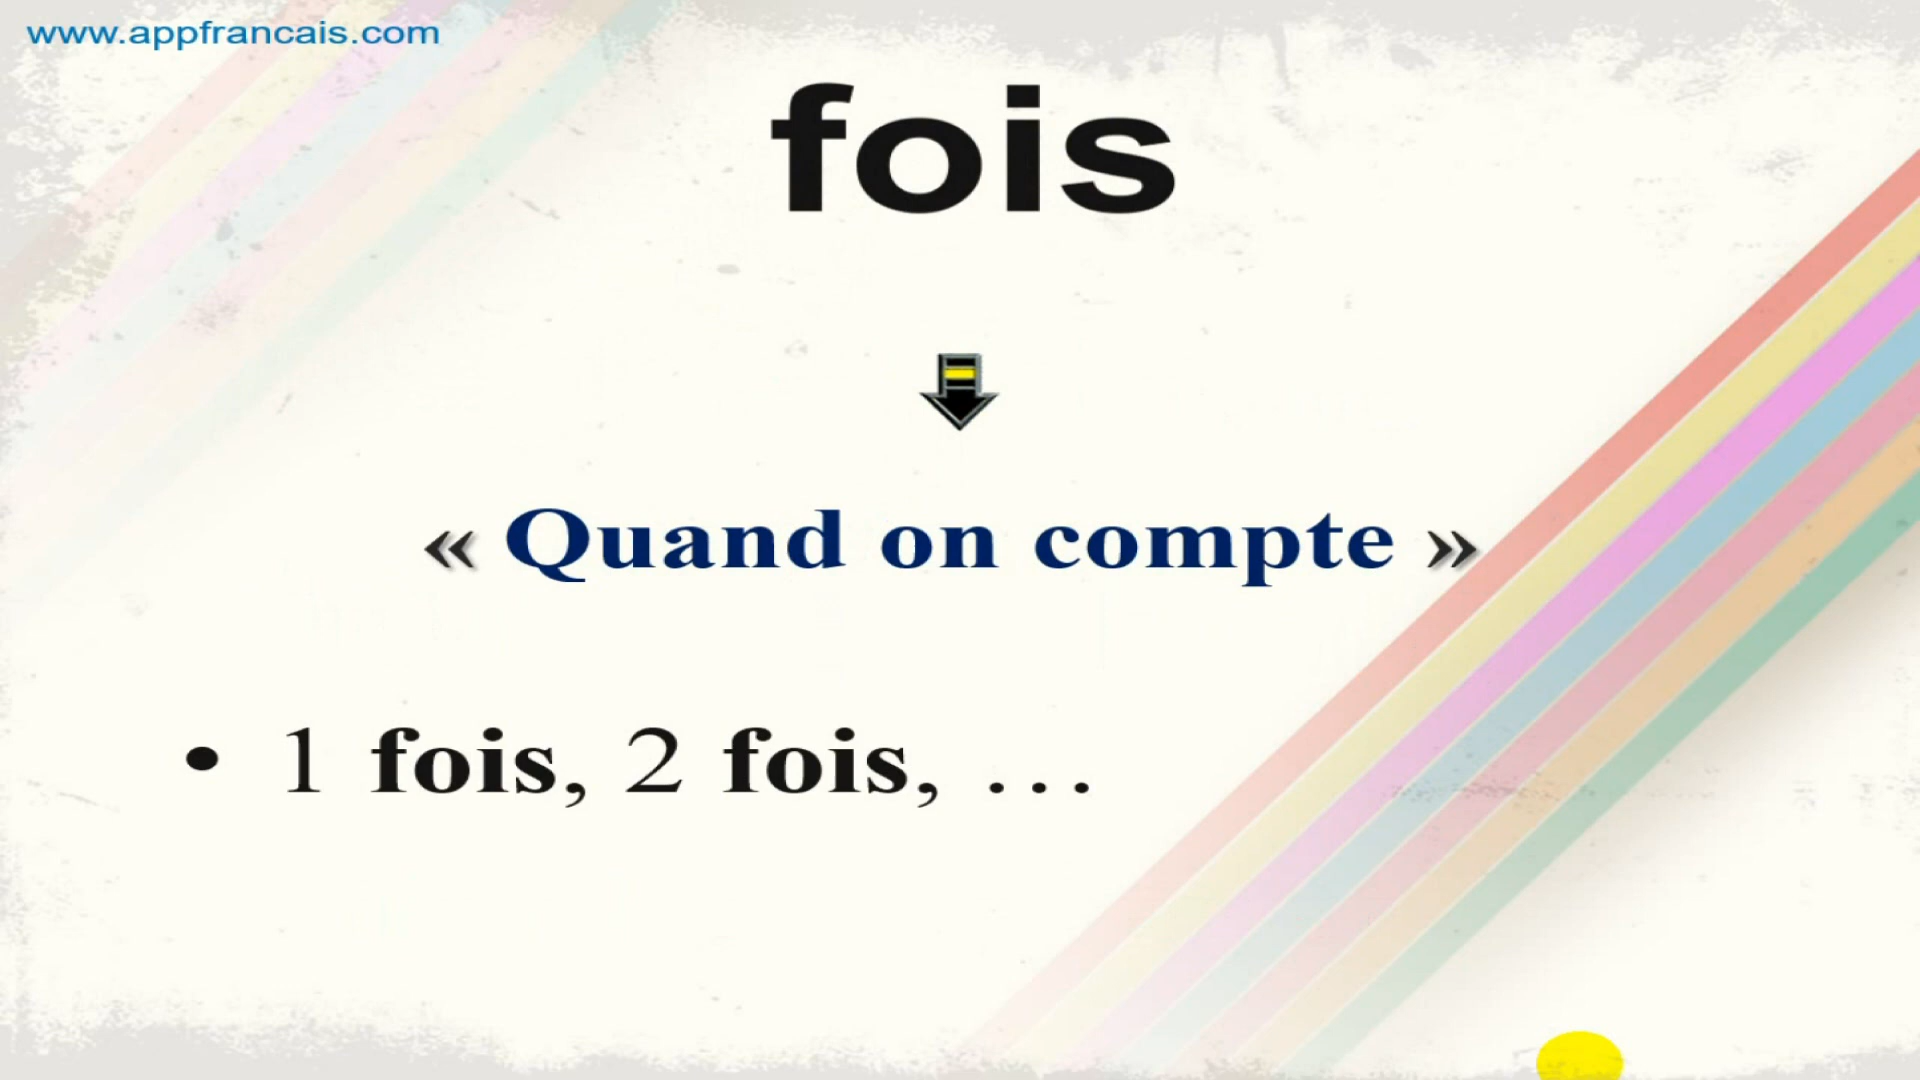 www.appfrancais.com
fois
« Quand on compte »
• 1 fois, 2 fois, …